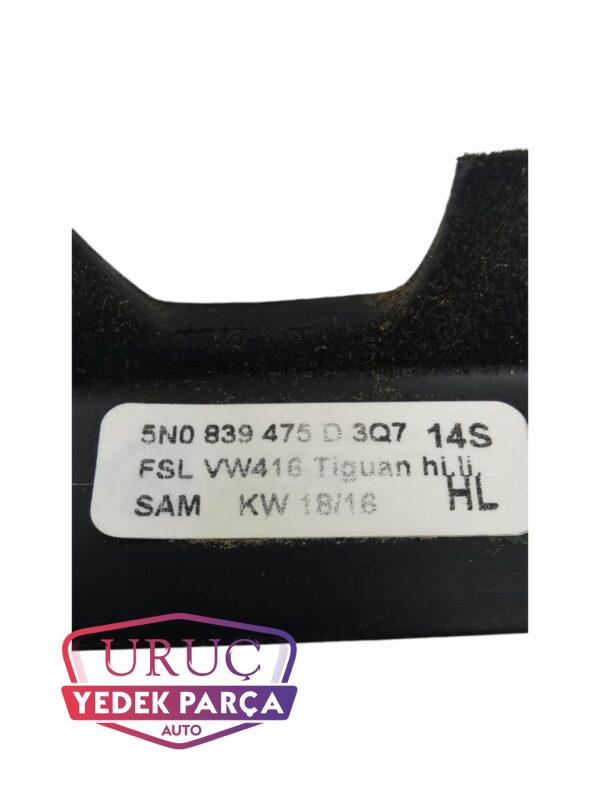 5N0 839 475 D 3Q7 14S
FSL VW416 Tiguan hi.li.
SAM KW 18/16 HL
URUÇ
YEDEK PARÇA
AUTO